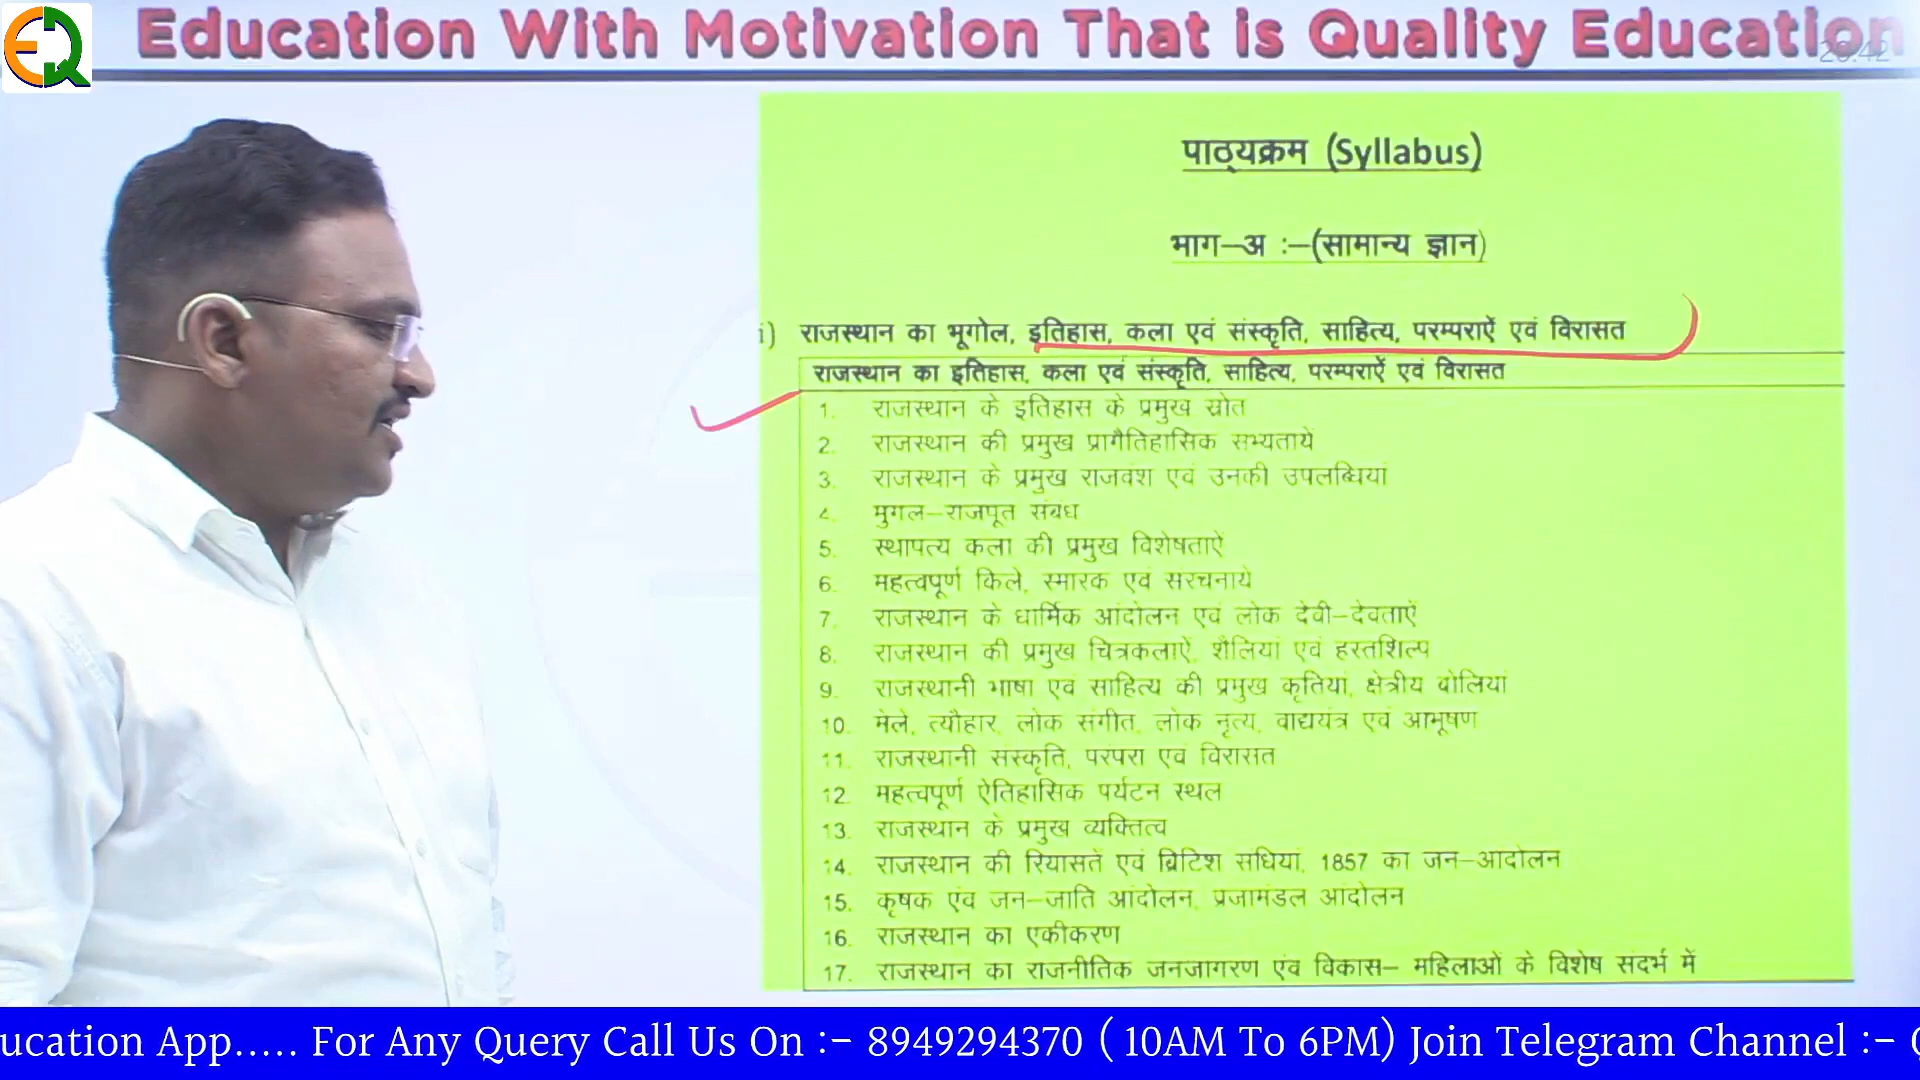 Education With Motivation That is Quality Education
EQ
20:42
पाठ्यक्रम (Syllabus)
भाग–अ :–(सामान्य ज्ञान)
i) राजस्थान का भूगोल, इतिहास, कला एवं संस्कृति, साहित्य, परम्पराऐं एवं विरासत
राजस्थान का इतिहास, कला एवं संस्कृति, साहित्य, परम्पराऐं एवं विरासत
1. राजस्थान के इतिहास के प्रमुख स्रोत
2. राजस्थान की प्रमुख प्रागैतिहासिक सभ्यतायें
3. राजस्थान के प्रमुख राजवंश एवं उनकी उपलब्धियां
4. मुगल–राजपूत संबंध
5. स्थापत्य कला की प्रमुख विशेषताऐं
6. महत्वपूर्ण किले, स्मारक एवं संरचनाये
7. राजस्थान के धार्मिक आंदोलन एवं लोक देवी–देवताऐं
8. राजस्थान की प्रमुख चित्रकलाऐं, शैलियां एवं हस्तशिल्प
9. राजस्थानी भाषा एवं साहित्य की प्रमुख कृतियां, क्षेत्रीय बोलियां
10. मेले, त्यौहार, लोक संगीत, लोक नृत्य, वाद्ययंत्र एवं आभूषण
11. राजस्थानी संस्कृति, परंपरा एवं विरासत
12. महत्वपूर्ण ऐतिहासिक पर्यटन स्थल
13. राजस्थान के प्रमुख व्यक्तित्व
14. राजस्थान की रियासतें एवं ब्रिटिश संधियां, 1857 का जन–आंदोलन
15. कृषक एंव जन–जाति आंदोलन, प्रजामंडल आंदोलन
16. राजस्थान का एकीकरण
17. राजस्थान का राजनीतिक जनजागरण एंव विकास– महिलाओं के विशेष संदर्भ में
ucation App..... For Any Query Call Us On :– 8949294370 ( 10AM To 6PM) Join Telegram Channel :–